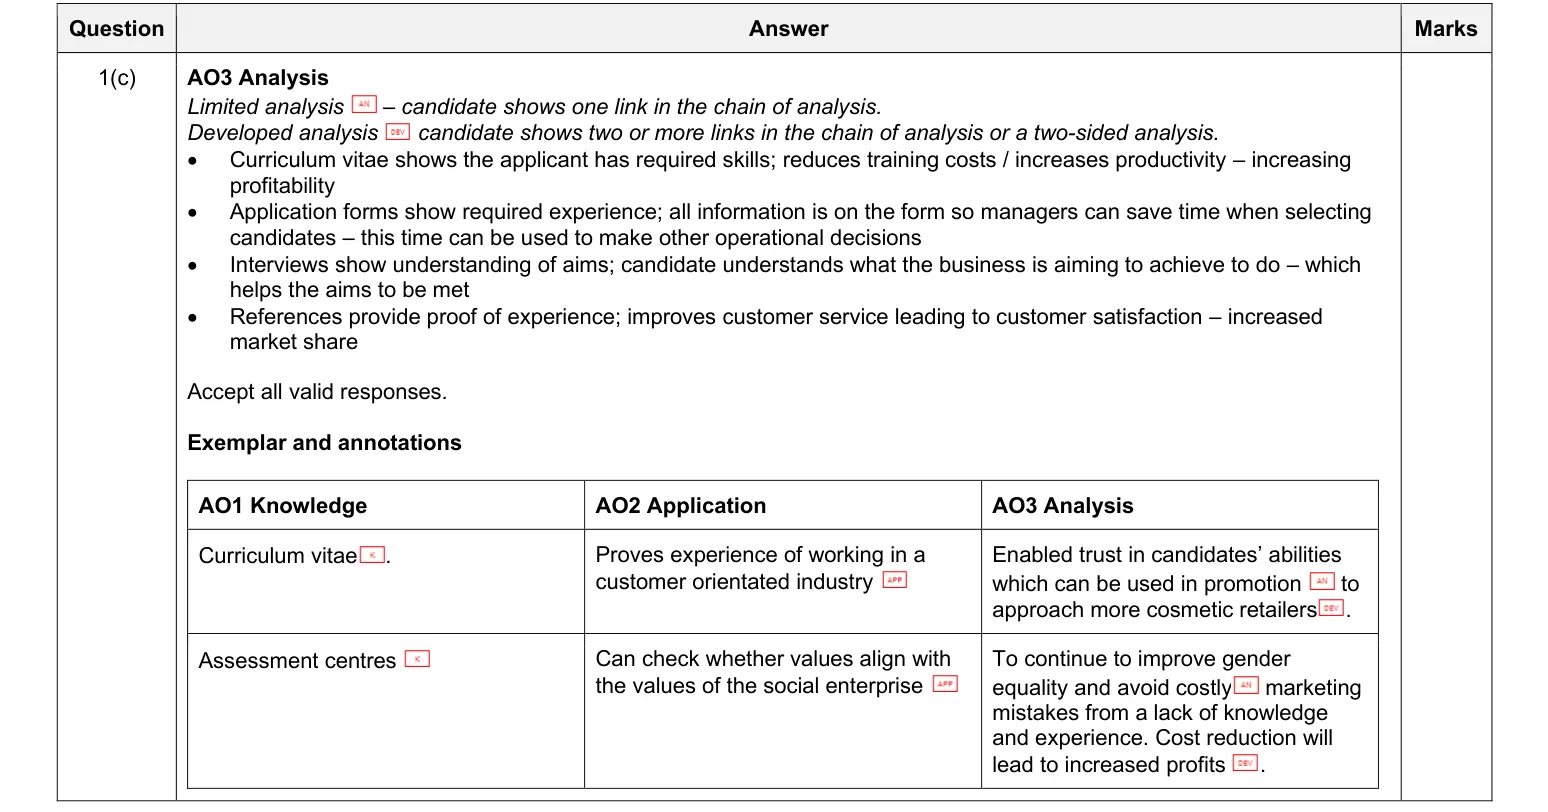 Question Answer Marks
1(c) AO3 Analysis
Limited analysis AN – candidate shows one link in the chain of analysis.
Developed analysis DEV candidate shows two or more links in the chain of analysis or a two-sided analysis.
• Curriculum vitae shows the applicant has required skills; reduces training costs / increases productivity – increasing
profitability
• Application forms show required experience; all information is on the form so managers can save time when selecting
candidates – this time can be used to make other operational decisions
• Interviews show understanding of aims; candidate understands what the business is aiming to achieve to do – which
helps the aims to be met
• References provide proof of experience; improves customer service leading to customer satisfaction – increased
market share
Accept all valid responses.
Exemplar and annotations
AO1 Knowledge AO2 Application AO3 Analysis
Curriculum vitae K .
Proves experience of working in a
customer orientated industry APP
Enabled trust in candidates’ abilities
which can be used in promotion AN to
approach more cosmetic retailers DEV .
Assessment centres K
Can check whether values align with
the values of the social enterprise APP
To continue to improve gender
equality and avoid costly AN marketing
mistakes from a lack of knowledge
and experience. Cost reduction will
lead to increased profits DEV .